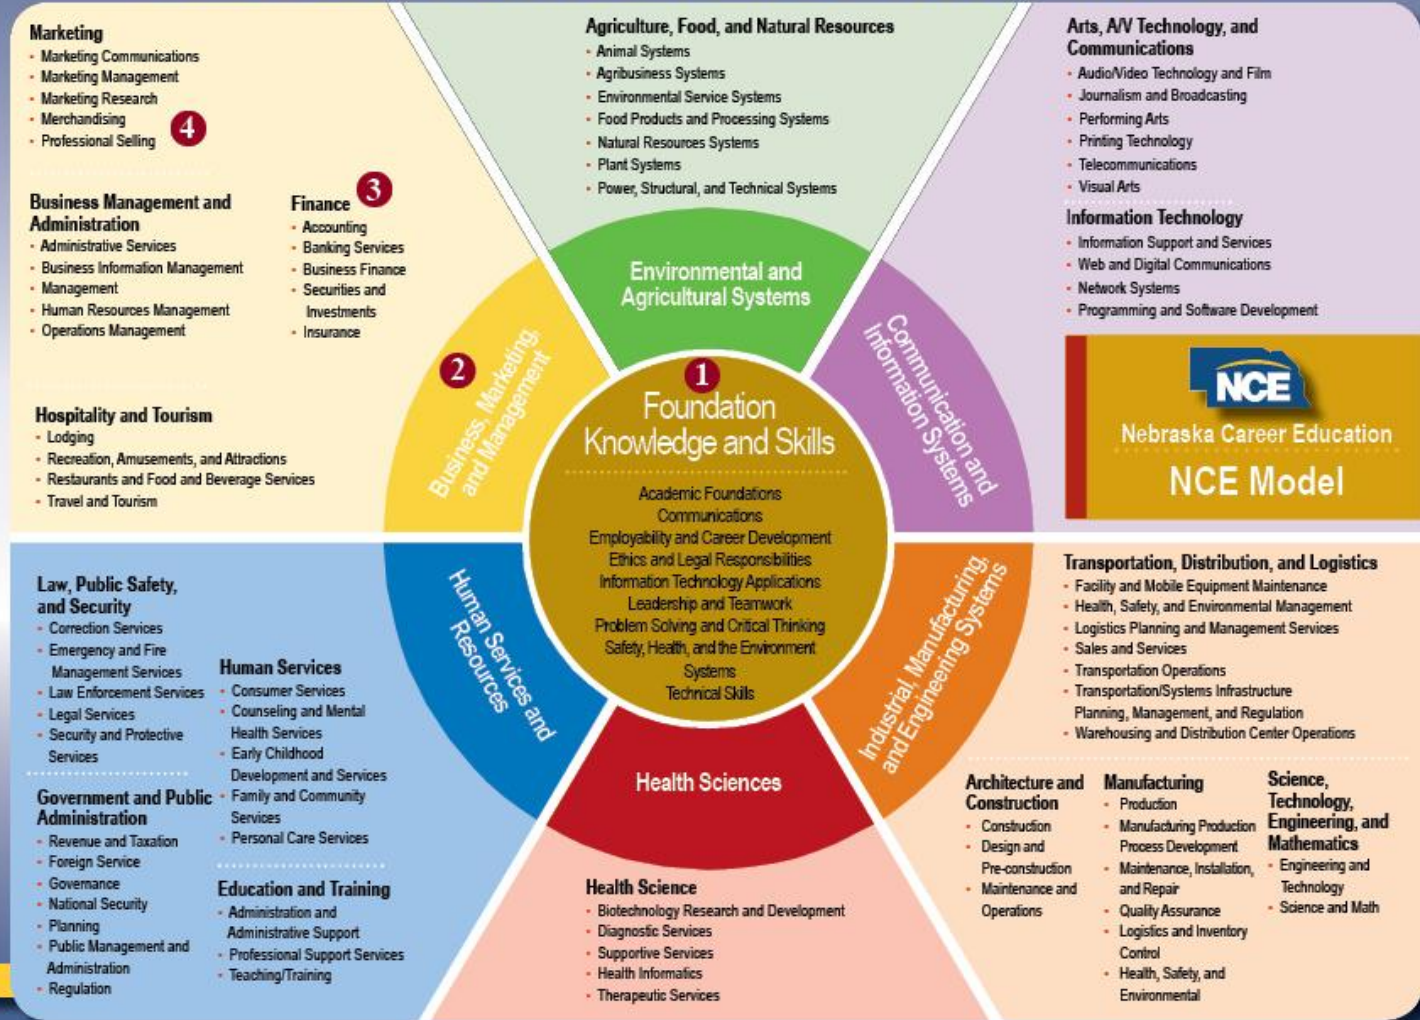 Marketing
• Marketing Communications
• Marketing Management
• Marketing Research
• Merchandising
• Professional Selling
4
Business Management and
Administration
• Administrative Services
• Business Information Management
• Management
• Human Resources Management
• Operations Management
Finance
3
• Accounting
• Banking Services
• Business Finance
• Securities and
Investments
• Insurance
Hospitality and Tourism
• Lodging
• Recreation, Amusements, and Attractions
• Restaurants and Food and Beverage Services
• Travel and Tourism
2
Business, Marketing,
and Management
Agriculture, Food, and Natural Resources
• Animal Systems
• Agribusiness Systems
• Environmental Service Systems
• Food Products and Processing Systems
• Natural Resources Systems
• Plant Systems
• Power, Structural, and Technical Systems
Environmental and
Agricultural Systems
Arts, A/V Technology, and
Communications
• Audio/Video Technology and Film
• Journalism and Broadcasting
• Performing Arts
• Printing Technology
• Telecommunications
• Visual Arts
Information Technology
• Information Support and Services
• Web and Digital Communications
• Network Systems
• Programming and Software Development
Communication and
Information Systems
NCE
Nebraska Career Education
NCE Model
1
Foundation
Knowledge and Skills
Academic Foundations
Communications
Employability and Career Development
Ethics and Legal Responsibilities
Information Technology Applications
Leadership and Teamwork
Problem Solving and Critical Thinking
Safety, Health, and the Environment
Systems
Technical Skills
Law, Public Safety,
and Security
• Correction Services
• Emergency and Fire
Management Services
• Law Enforcement Services
• Legal Services
• Security and Protective
Services
Government and Public
Administration
• Revenue and Taxation
• Foreign Service
• Governance
• National Security
• Planning
• Public Management and
Administration
• Regulation
Human Services
• Consumer Services
• Counseling and Mental
Health Services
• Early Childhood
Development and Services
• Family and Community
Services
• Personal Care Services
Education and Training
• Administration and
Administrative Support
• Professional Support Services
• Teaching/Training
Human Services and
Resources
Health Sciences
Health Science
• Biotechnology Research and Development
• Diagnostic Services
• Supportive Services
• Health Informatics
• Therapeutic Services
Industrial, Manufacturing,
and Engineering Systems
Transportation, Distribution, and Logistics
• Facility and Mobile Equipment Maintenance
• Health, Safety, and Environmental Management
• Logistics Planning and Management Services
• Sales and Services
• Transportation Operations
• Transportation/Systems Infrastructure
Planning, Management, and Regulation
• Warehousing and Distribution Center Operations
Architecture and
Construction
• Construction
• Design and
Pre-construction
• Maintenance and
Operations
Manufacturing
• Production
• Manufacturing Production
Process Development
• Maintenance, Installation,
and Repair
• Quality Assurance
• Logistics and Inventory
Control
• Health, Safety, and
Environmental
Science,
Technology,
Engineering, and
Mathematics
• Engineering and
Technology
• Science and Math